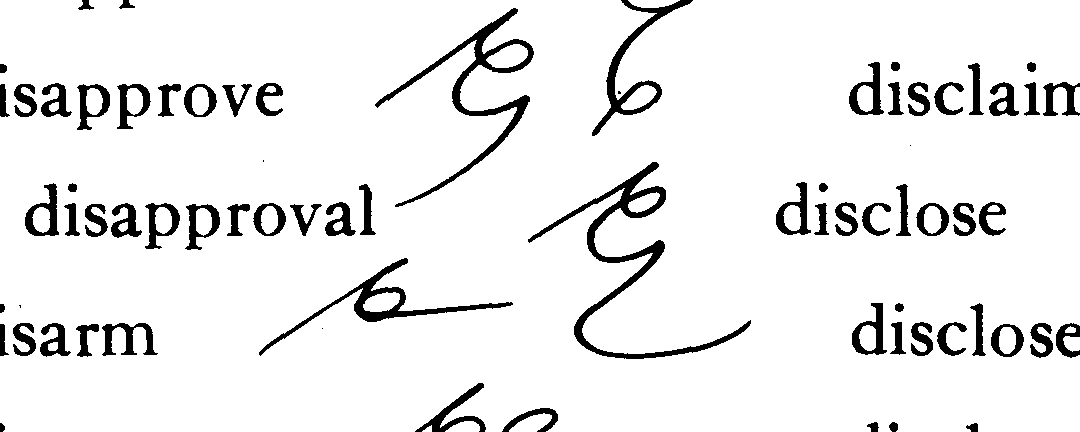 isapprove disclaim
disapproval disclose
isarm disclose